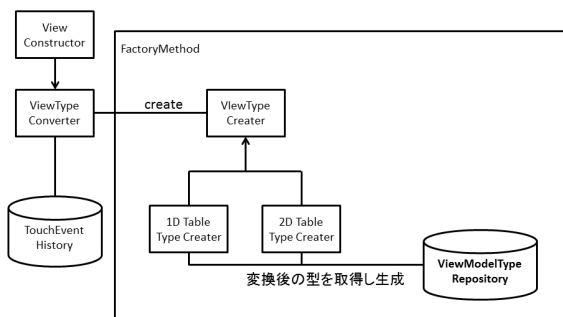 View
Constructor
FactoryMethod
ViewType
Converter
create
VIewType
Creater
TouchEvent
History
1D Table
Type Creater
2D Table
Type Creater
ViewModelType
Repository
変換後の型を取得し生成